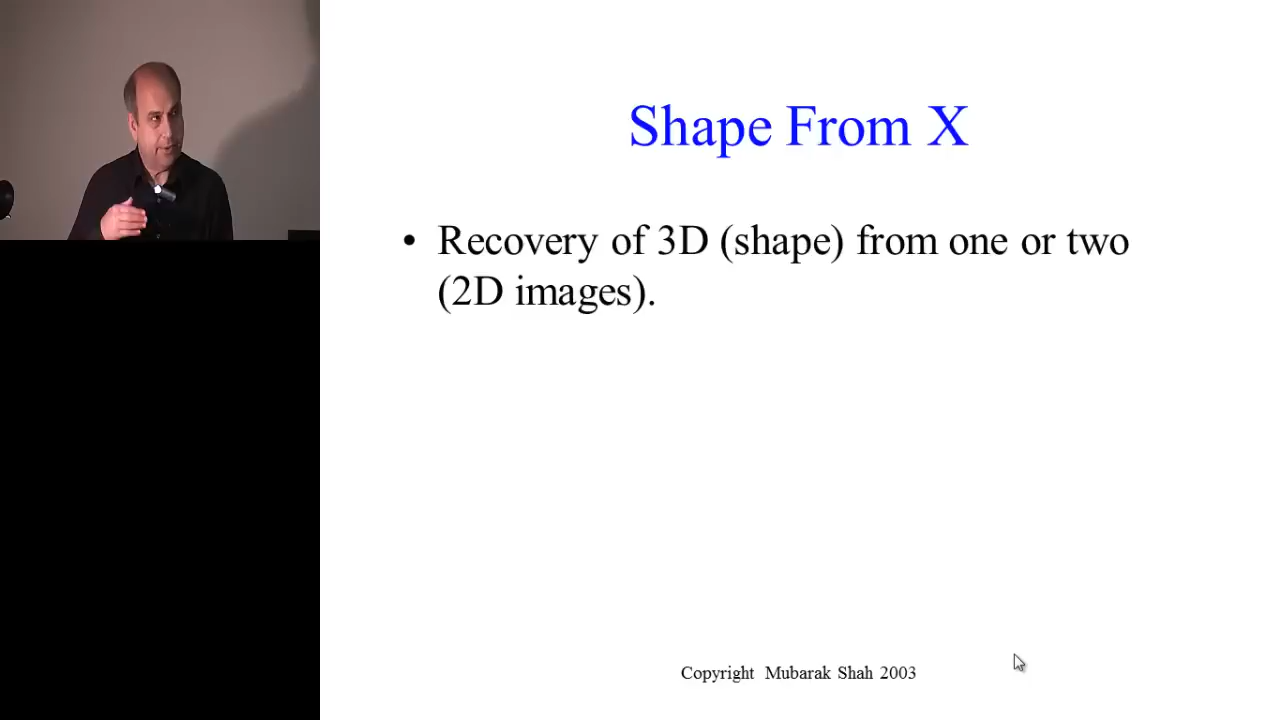 Shape From X
• Recovery of 3D (shape) from one or two
(2D images).
Copyright Mubarak Shah 2003